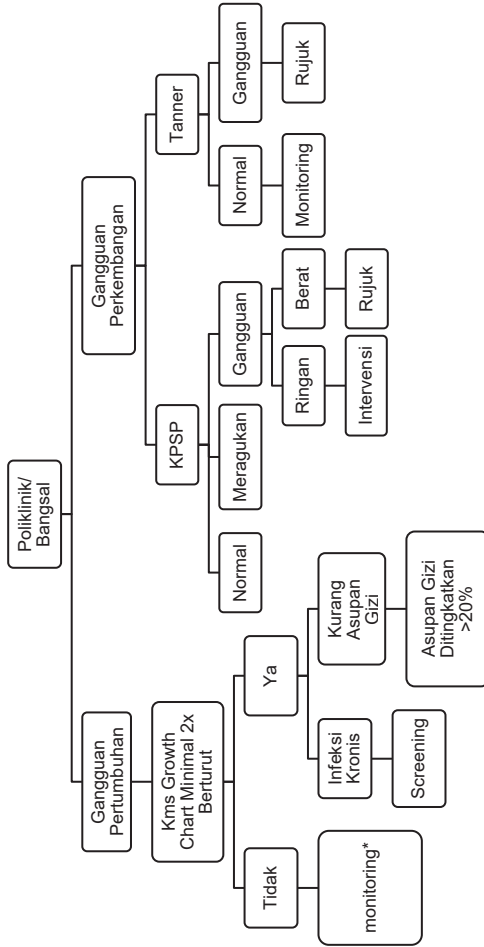 Poliklinik/
Bangsal
Gangguan
Pertumbuhan
Gangguan
Perkembangan
Kms Growth
Chart Minimal 2x
Berturut
KPSP
Tanner
Tidak
Ya
Normal
Meragukan
Gangguan
Normal
Gangguan
monitoring*
Infeksi
Kronis
Kurang
Asupan
Gizi
Ringan
Berat
Monitoring
Rujuk
Screening
Asupan Gizi
Ditingkatkan
>20%
Intervensi
Rujuk